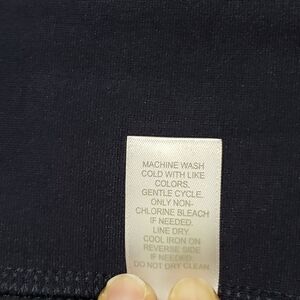 MACHINE WASH
COLD WITH LIKE
COLORS.
GENTLE CYCLE.
ONLY NON-
CHLORINE BLEACH
IF NEEDED.
LINE DRY.
COOL IRON ON
REVERSE SIDE
IF NEEDED.
DO NOT DRY CLEAN